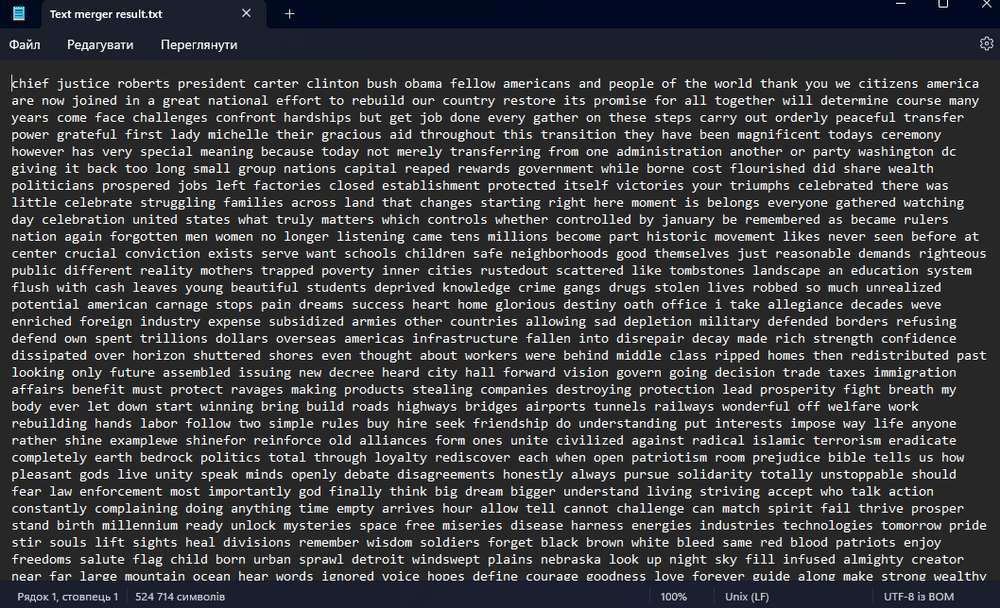 Text merger result.txt
Файл Редагувати Переглянути
chief justice roberts president carter clinton bush obama fellow americans and people of the world thank you we citizens america
are now joined in a great national effort to rebuild our country restore its promise for all together will determine course many
years come face challenges confront hardships but get job done every gather on these steps carry out orderly peaceful transfer
power grateful first lady michelle their gracious aid throughout this transition they have been magnificent todays ceremony
however has very special meaning because today not merely transferring from one administration another or party washington dc
giving it back too long small group nations capital reaped rewards government while borne cost flourished did share wealth
politicians prospered jobs left factories closed establishment protected itself victories your triumphs celebrated there was
little celebrate struggling families across land that changes starting right here moment is belongs everyone gathered watching
day celebration united states what truly matters which controls whether controlled by january be remembered as became rulers
nation again forgotten men women no longer listening came tens millions become part historic movement likes never seen before at
center crucial conviction exists serve want schools children safe neighborhoods good themselves just reasonable demands righteous
public different reality mothers trapped poverty inner cities rustedout scattered like tombstones landscape an education system
flush with cash leaves young beautiful students deprived knowledge crime gangs drugs stolen lives robbed so much unrealized
potential american carnage stops pain dreams success heart home glorious destiny oath office i take allegiance decades weve
enriched foreign industry expense subsidized armies other countries allowing sad depletion military defended borders refusing
defend own spent trillions dollars overseas americas infrastructure fallen into disrepair decay made rich strength confidence
dissipated over horizon shuttered shores even thought about workers were behind middle class ripped homes then redistributed past
looking only future assembled issuing new decree heard city hall forward vision govern going decision trade taxes immigration
affairs benefit must protect ravages making products stealing companies destroying protection lead prosperity fight breath my
body ever let down start winning bring build roads highways bridges airports tunnels railways wonderful off welfare work
rebuilding hands labor follow two simple rules buy hire seek friendship do understanding put interests impose way life anyone
rather shine examplewe shinefor reinforce old alliances form ones unite civilized against radical islamic terrorism eradicate
completely earth bedrock politics total through loyalty rediscover each when open patriotism room prejudice bible tells us how
pleasant gods live unity speak minds openly debate disagreements honestly always pursue solidarity totally unstoppable should
fear law enforcement most importantly god finally think big dream bigger understand living striving accept who talk action
constantly complaining doing anything time empty arrives hour allow tell cannot challenge can match spirit fail thrive prosper
stand birth millennium ready unlock mysteries space free miseries disease harness energies industries technologies tomorrow pride
stir souls lift sights heal divisions remember wisdom soldiers forget black brown white bleed same red blood patriots enjoy
freedoms salute flag child born urban sprawl detroit windswept plains nebraska look up night sky fill infused almighty creator
near far large mountain ocean hear words ignored voice hopes define courage goodness love forever guide along make strong wealthy
Рядок 1, стовпець 1 524 714 символів 100% Unix (LF) UTF-8 із BOM